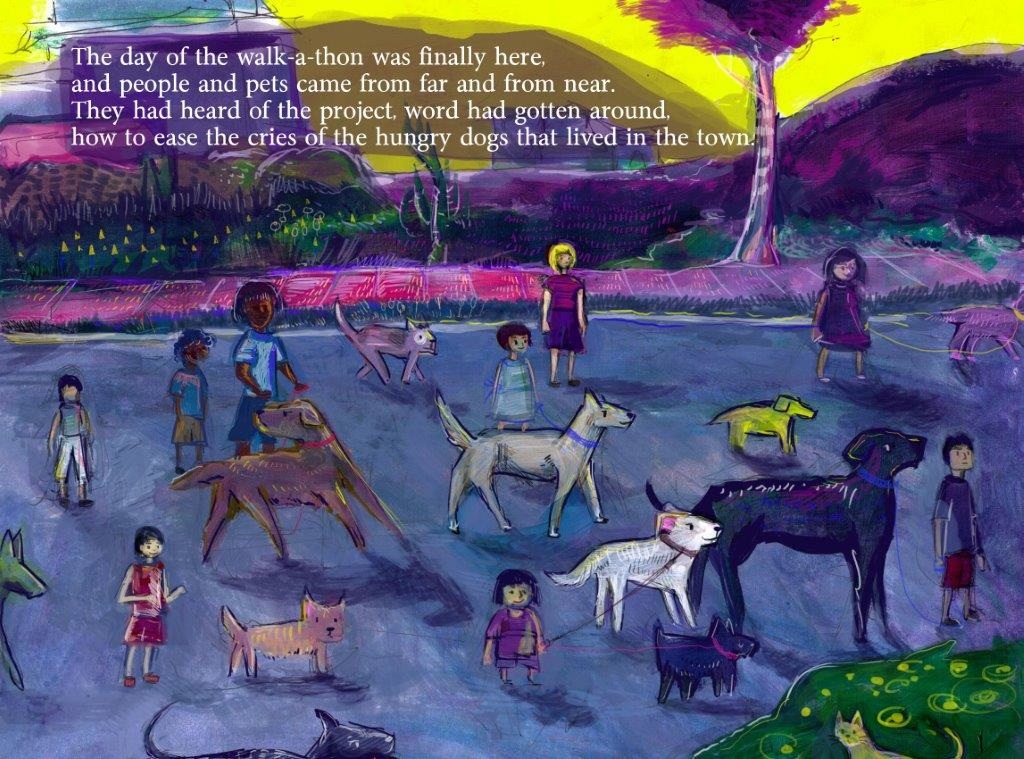 The day of the walk-a-thon was finally here,
and people and pets came from far and from near.
They had heard of the project, word had gotten around,
how to ease the cries of the hungry dogs that lived in the town.